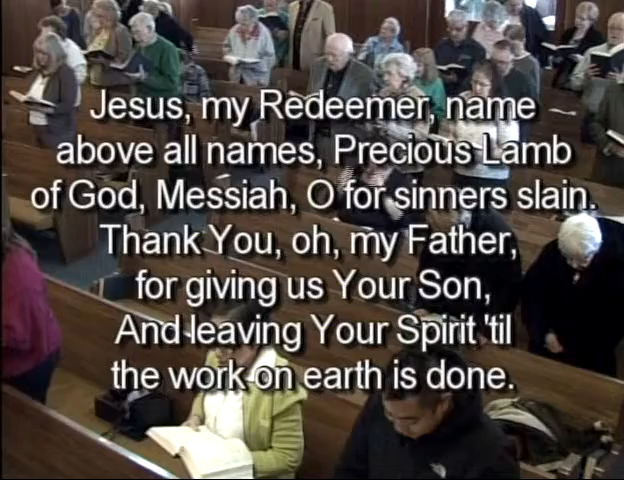 Jesus, my Redeemer, name
above all names, Precious Lamb
of God, Messiah, O for sinners slain.
Thank You, oh, my Father,
for giving us Your Son,
And leaving Your Spirit 'til
the work on earth is done.